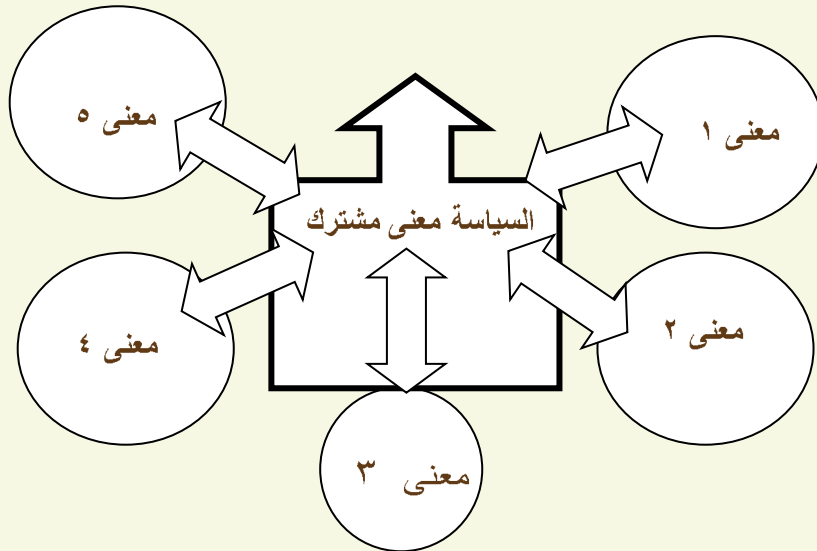 السياسة معنى مشترك
معنى ١
معنى ٢
معنى ٣
معنى ٤
معنى ٥